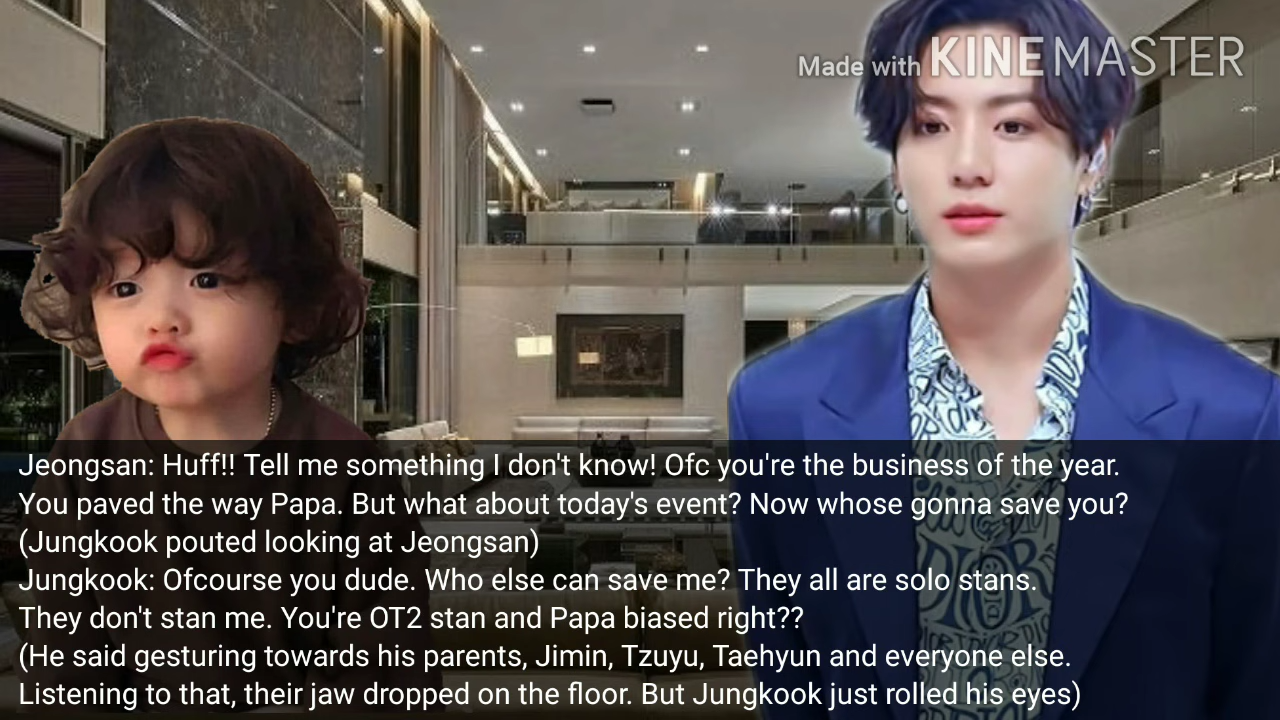 Made with KINEMASTER
Jeongsan: Huff!! Tell me something I don't know! Ofc you're the business of the year.
You paved the way Papa. But what about today's event? Now whose gonna save you?
(Jungkook pouted looking at Jeongsan)
Jungkook: Ofcourse you dude. Who else can save me? They all are solo stans.
They don't stan me. You're OT2 stan and Papa biased right??
(He said gesturing towards his parents, Jimin, Tzuyu, Taehyun and everyone else.
Listening to that, their jaw dropped on the floor. But Jungkook just rolled his eyes)
DIOR